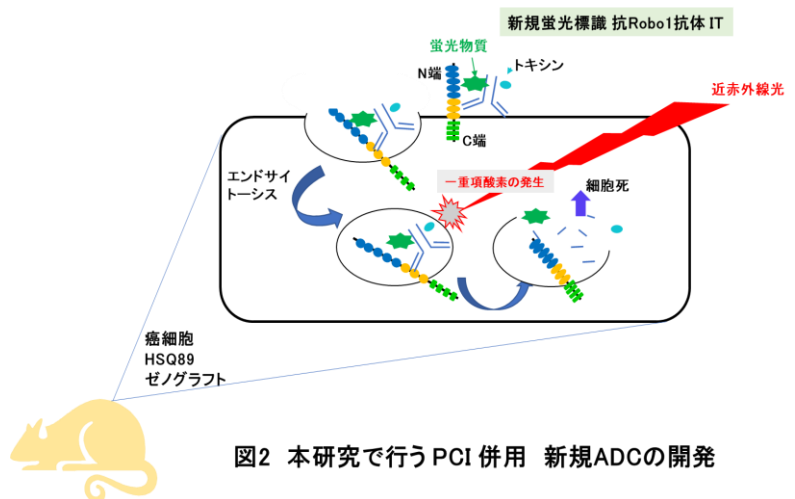 新規蛍光標識 抗Robo1抗体 IT
蛍光物質
N端
トキシン
近赤外線光
C端
エンドサイ
トーシス
一重項酸素の発生
細胞死
癌細胞
HSQ89
ゼノグラフト
図2 本研究で行うPCI 併用 新規ADCの開発